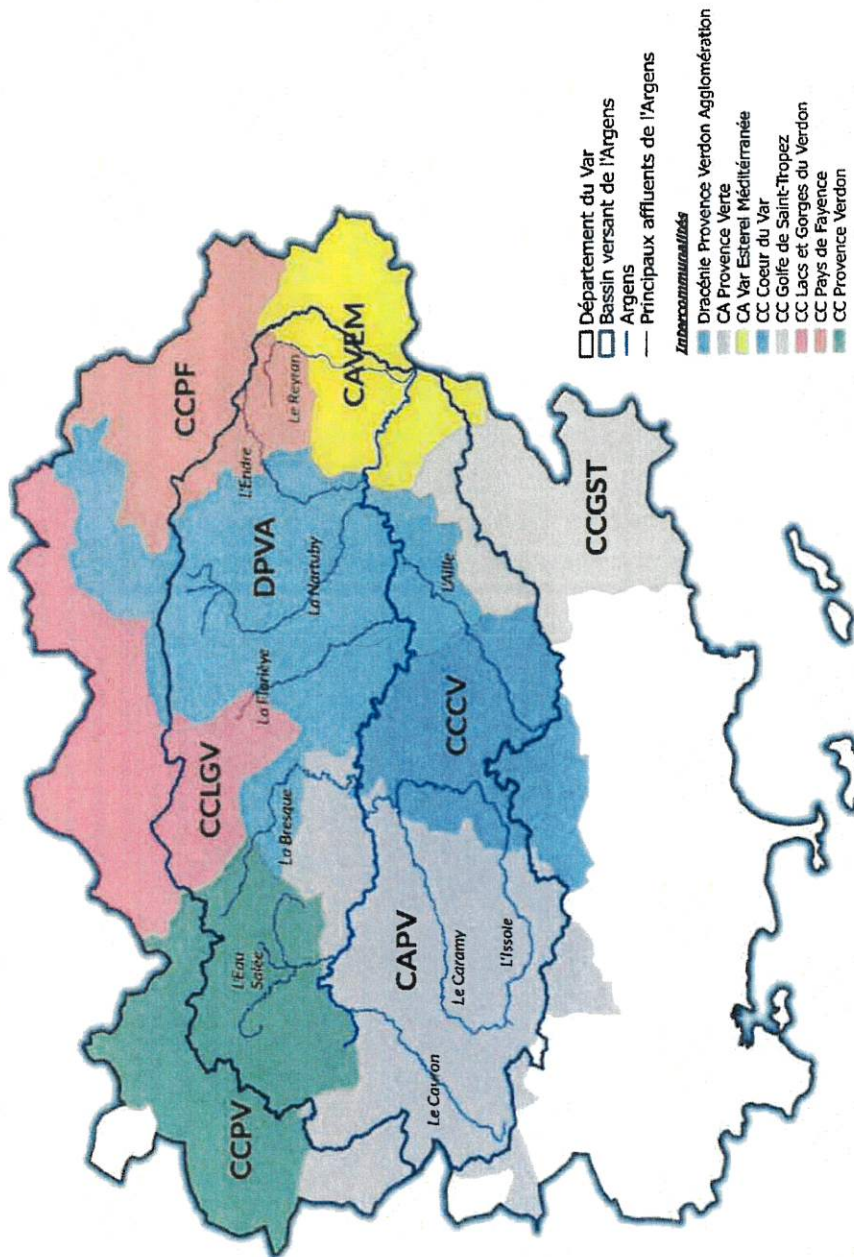 CCPF
CCLGV
CCPV
L'Endre
Le Reyran
CAVEM
DPVA
La Nartuby
La Florièye
La Bresque
L'Eau
Salée
L'Aille
CCCV
CCGST
CAPV
Le Caramy
L'Issole
Le Cauron
Département du Var
Bassin versant de l'Argens
Argens
Principaux affluents de l'Argens
Intercommunalités
Dracénie Provence Verdon Agglomération
CA Provence Verte
CA Var Esterel Méditérranée
CC Coeur du Var
CC Golfe de Saint-Tropez
CC Lacs et Gorges du Verdon
CC Pays de Fayence
CC Provence Verdon